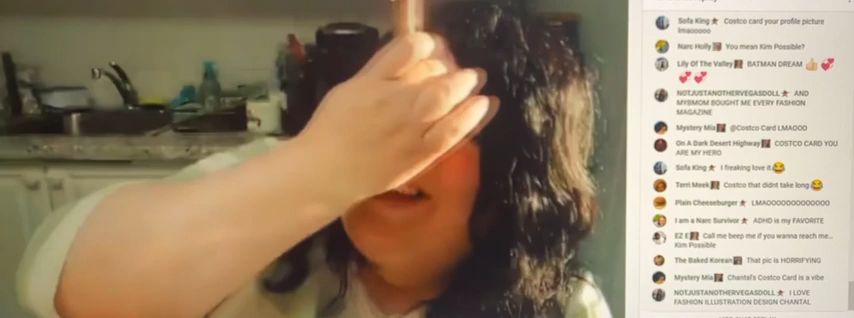 Sofa King Costco card your profile picture
lmaooooo
Narc Holly You mean Kim Possible?
Lily Of The Valley BATMAN DREAM
NOTJUSTANOTHERVEGASDOLL AND
MYBMOM BOUGHT ME EVERY FASHION
MAGAZINE
Mystery Mia @Costco Card LMAOOO
On A Dark Desert Highway COSTCO CARD YOU
ARE MY HERO
Sofa King I freaking love it
Terri Meek Costco that didnt take long
Plain Cheeseburger LMAOOOOOOOOOOOOO
I am a Narc Survivor ADHD is my FAVORITE
EZ E Call me beep me if you wanna reach me..
Kim Possible
The Baked Korean That pic is HORRIFYING
Mystery Mia Chantal's Costco Card is a vibe
NOTJUSTANOTHERVEGASDOLL I LOVE
FASHION ILLUSTRATION DESIGN CHANTAL